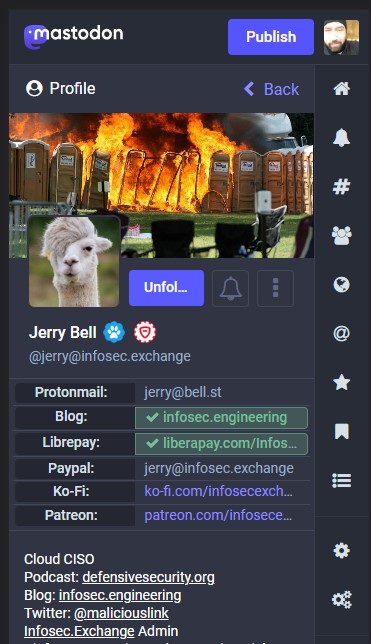 mastodon
Publish
Profile
Back
Unfol...
Jerry Bell
@jerry@infosec.exchange
Protonmail: jerry@bell.st
Blog: infosec.engineering
Librepay: liberapay.com/Infos...
Paypal: jerry@infosec.exchange
Ko-Fi: ko-fi.com/infosecexch...
Patreon: patreon.com/infosece...
Cloud CISO
Podcast: defensivesecurity.org
Blog: infosec.engineering
Twitter: @maliciouslink
Infosec.Exchange Admin